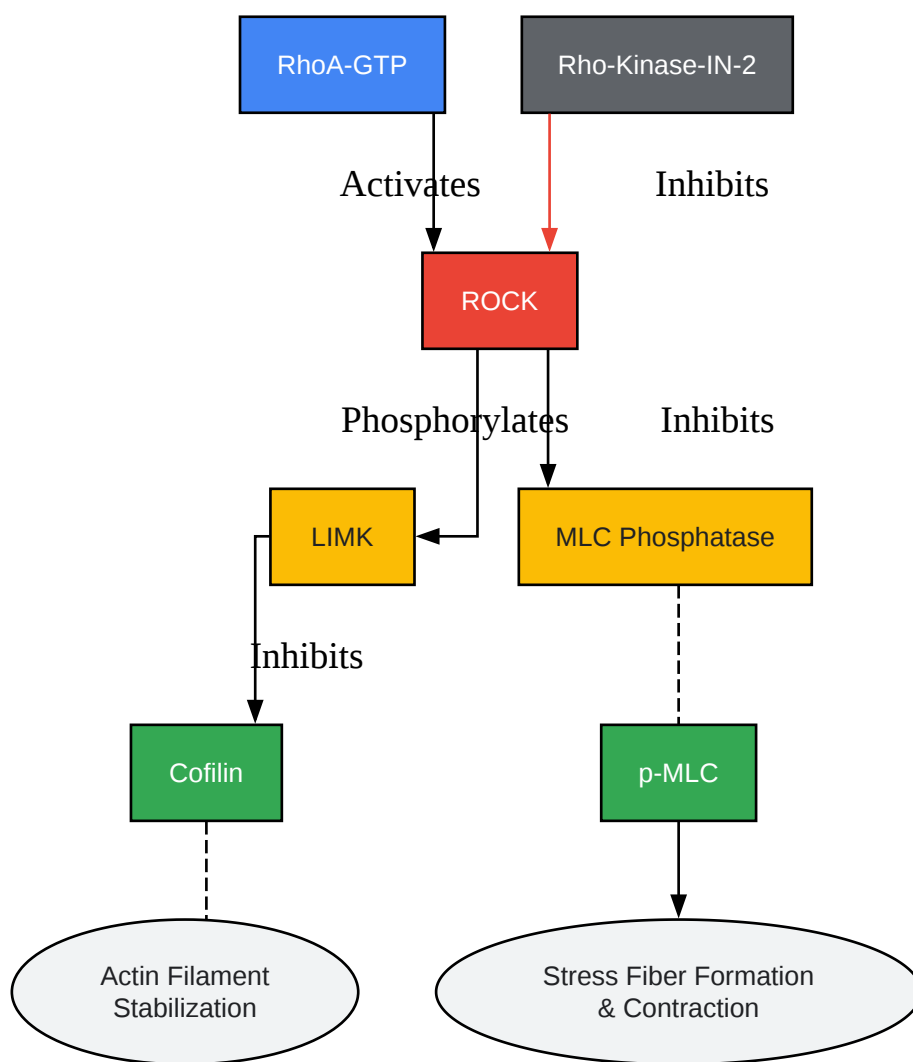 RhoA-GTP
Rho-Kinase-IN-2
Activates
Inhibits
ROCK
Phosphorylates
Inhibits
LIMK
MLC Phosphatase
Inhibits
Cofilin
p-MLC
Actin Filament
Stabilization
Stress Fiber Formation
& Contraction